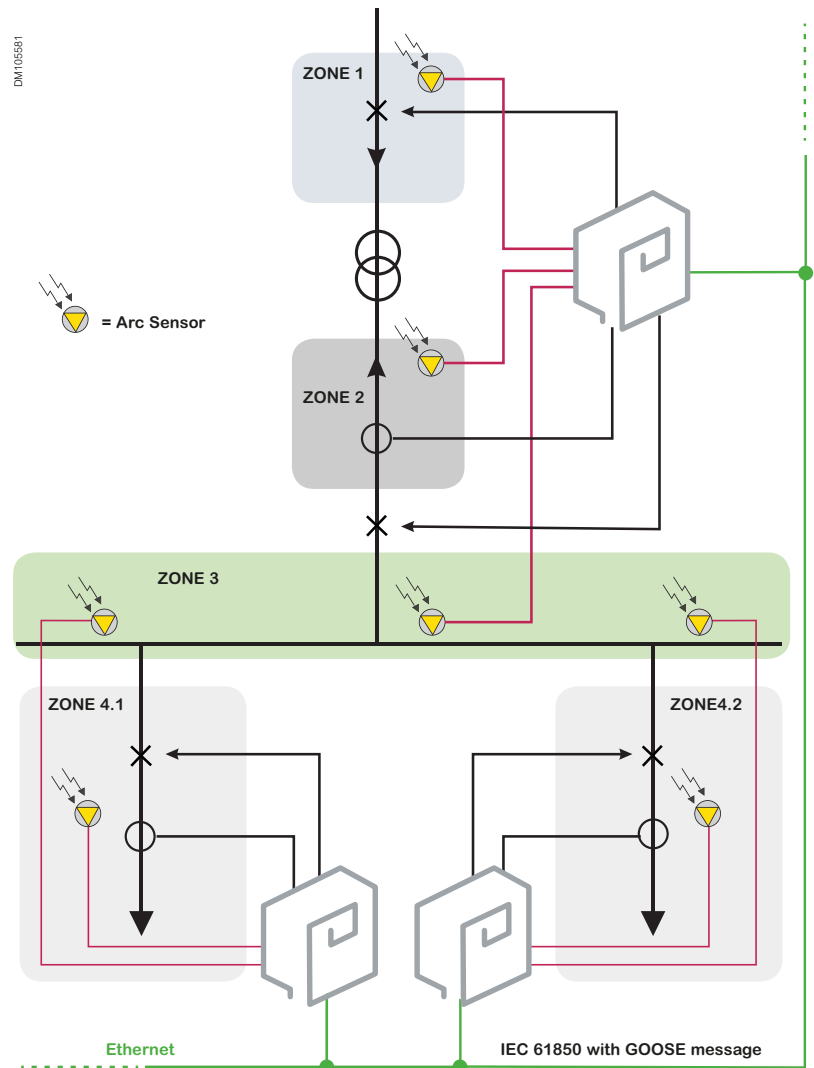 DM105581
ZONE 1
= Arc Sensor
ZONE 2
ZONE 3
ZONE 4.1
ZONE4.2
Ethernet
IEC 61850 with GOOSE message